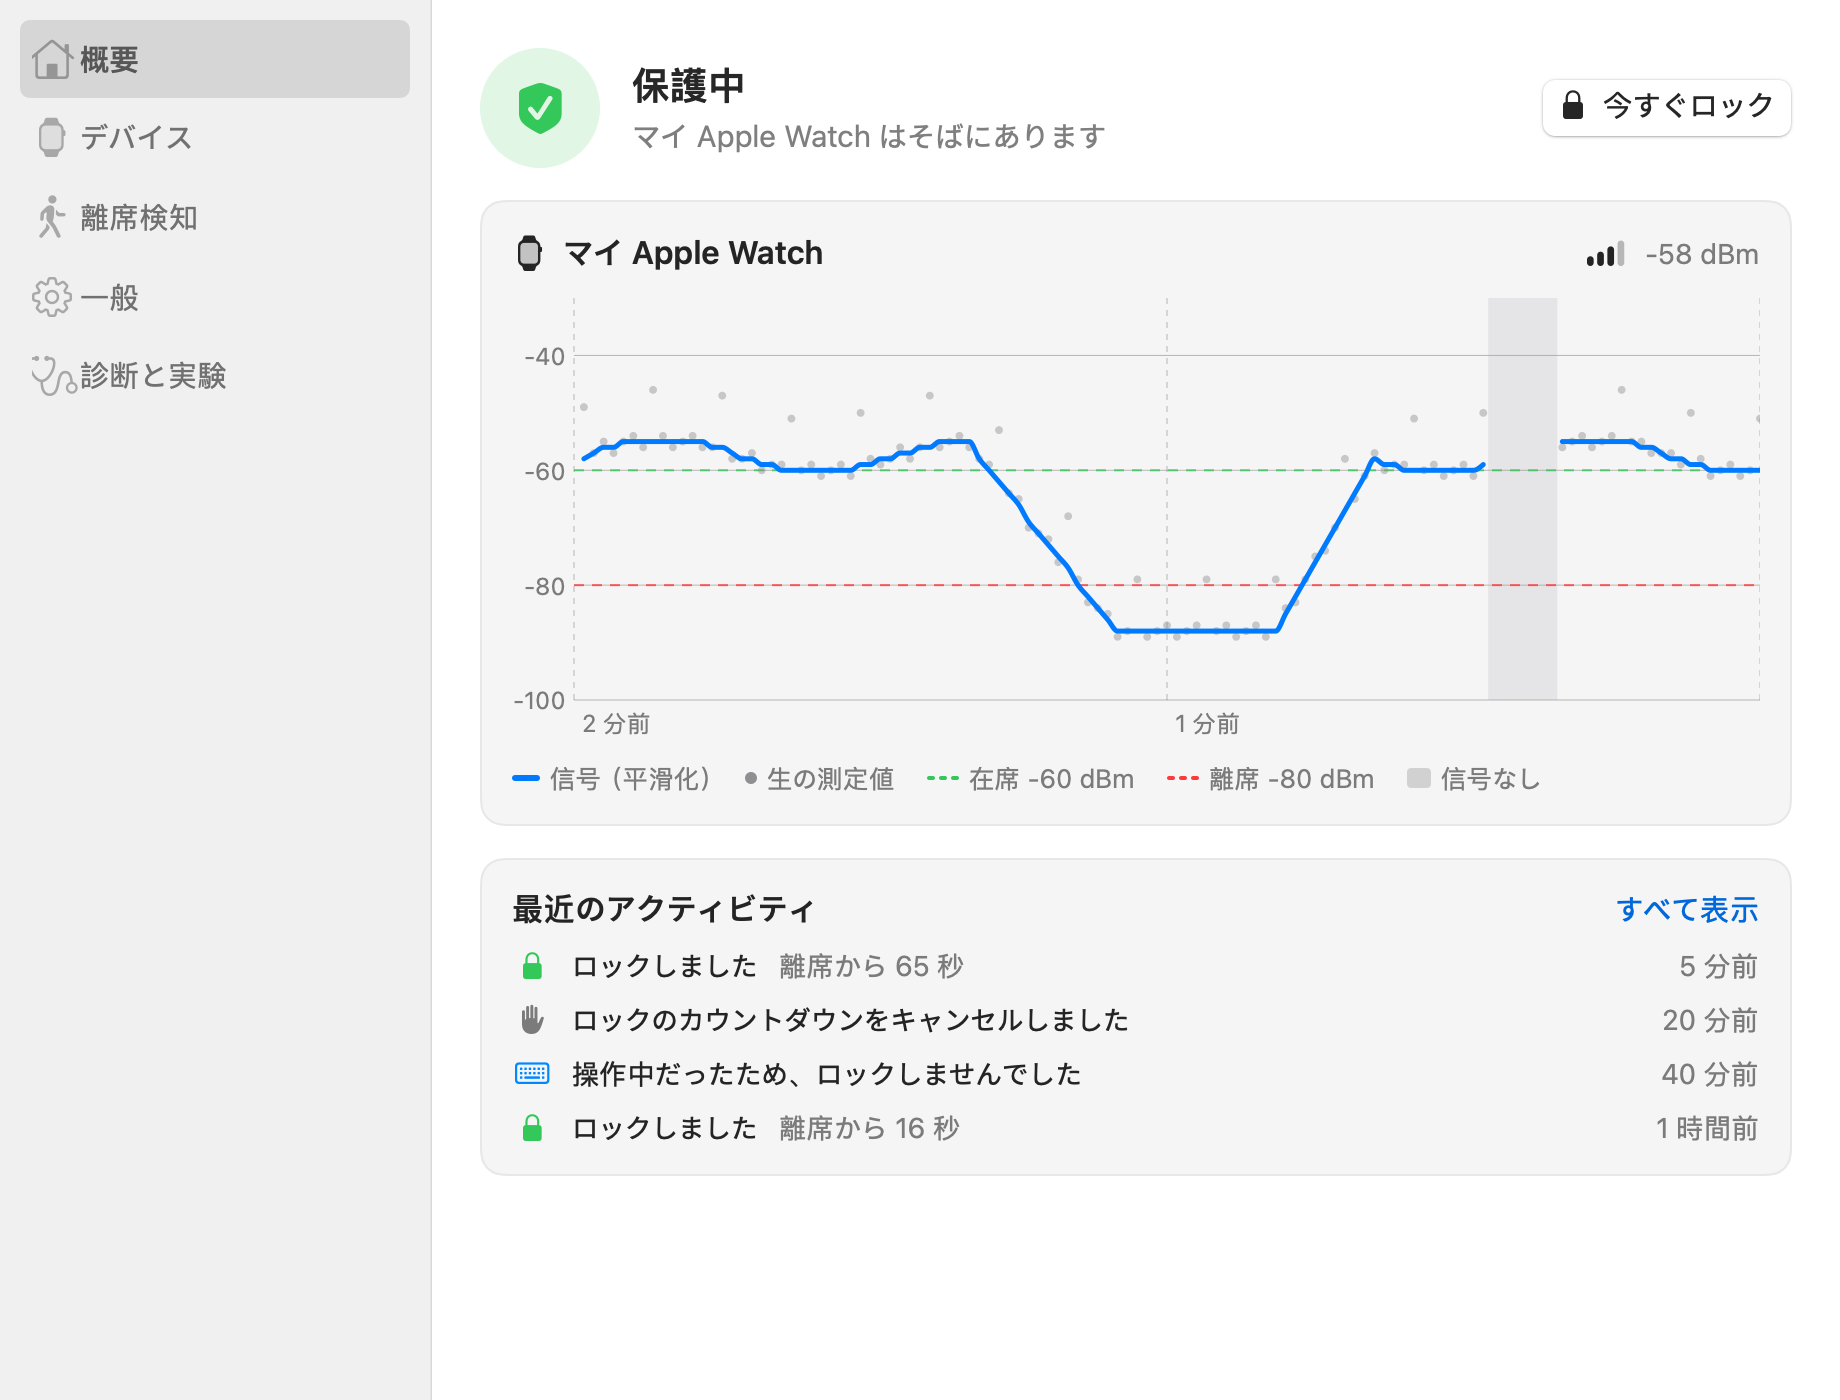 概要
デバイス
離席検知
一般
診断と実験
保護中
マイ Apple Watch はそばにあります
今すぐロック
マイ Apple Watch
-58 dBm
-40
-60
-80
-100
2 分前
1 分前
信号（平滑化）
生の測定値
在席 -60 dBm
離席 -80 dBm
信号なし
最近のアクティビティ
すべて表示
ロックしました 離席から 65 秒
5 分前
ロックのカウントダウンをキャンセルしました
20 分前
操作中だったため、ロックしませんでした
40 分前
ロックしました 離席から 16 秒
1 時間前